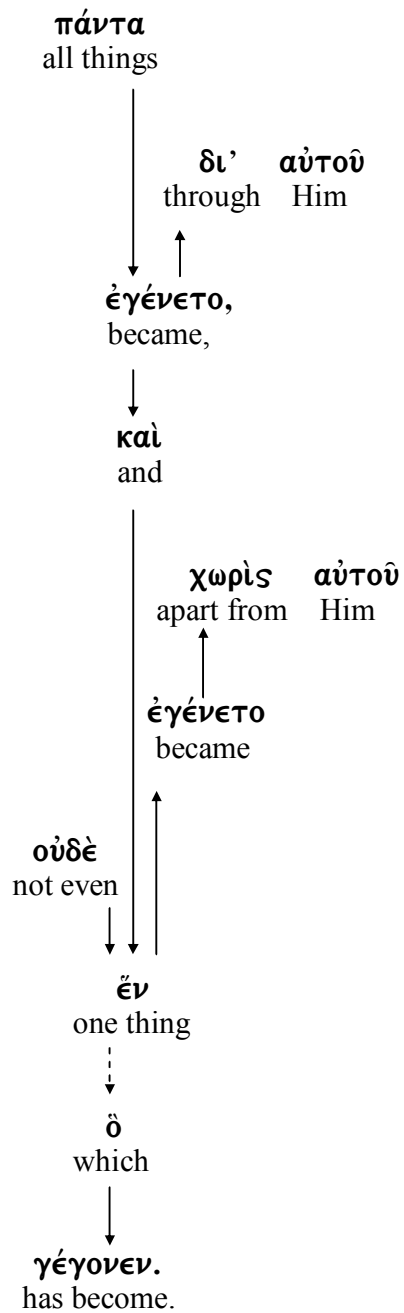 πάντα
all things
δι’ αὐτοῦ
through Him
ἐγένετο,
became,
καὶ
and
χωρὶς αὐτοῦ
apart from Him
ἐγένετο
became
οὐδὲ
not even
ἕν
one thing
ὃ
which
γέγονεν.
has become.